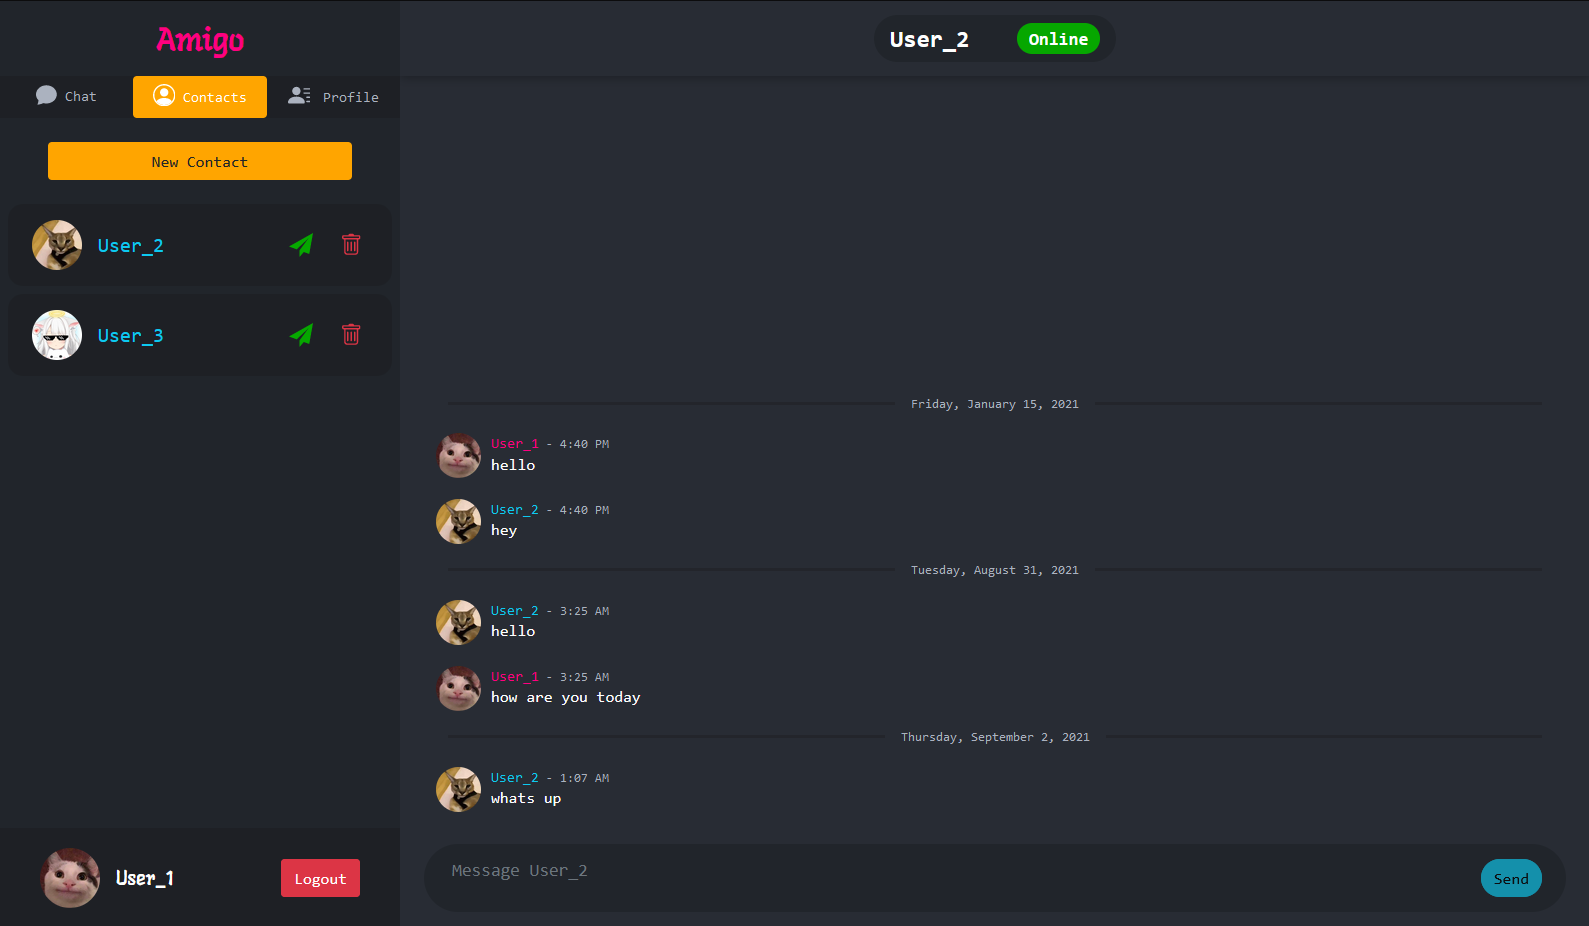 Amigo
Chat
Contacts
Profile
New Contact
User_2
User_3
User_1
Logout
User_2
Online
Friday, January 15, 2021
User_1 - 4:40 PM
hello
User_2 - 4:40 PM
hey
Tuesday, August 31, 2021
User_2 - 3:25 AM
hello
User_1 - 3:25 AM
how are you today
Thursday, September 2, 2021
User_2 - 1:07 AM
whats up
Message User_2
Send